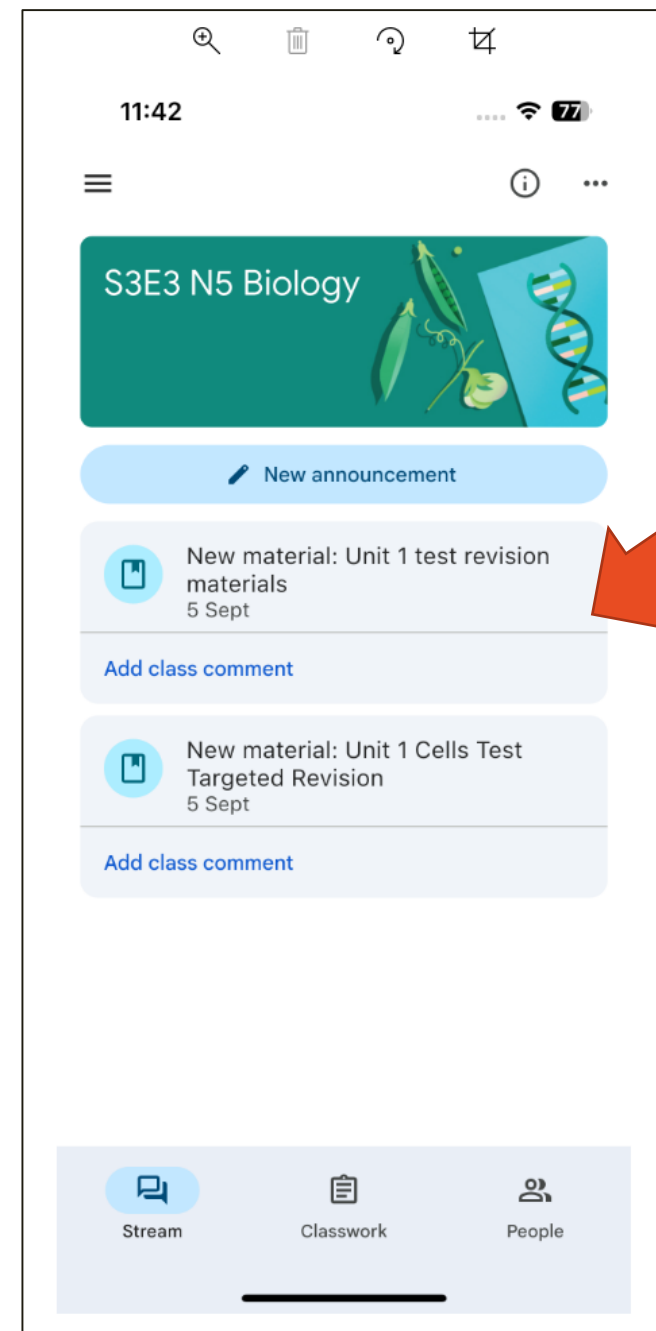 11:42
77
S3E3 N5 Biology
New announcement
New material: Unit 1 test revision
materials
5 Sept
Add class comment
New material: Unit 1 Cells Test
Targeted Revision
5 Sept
Add class comment
Stream
Classwork
People